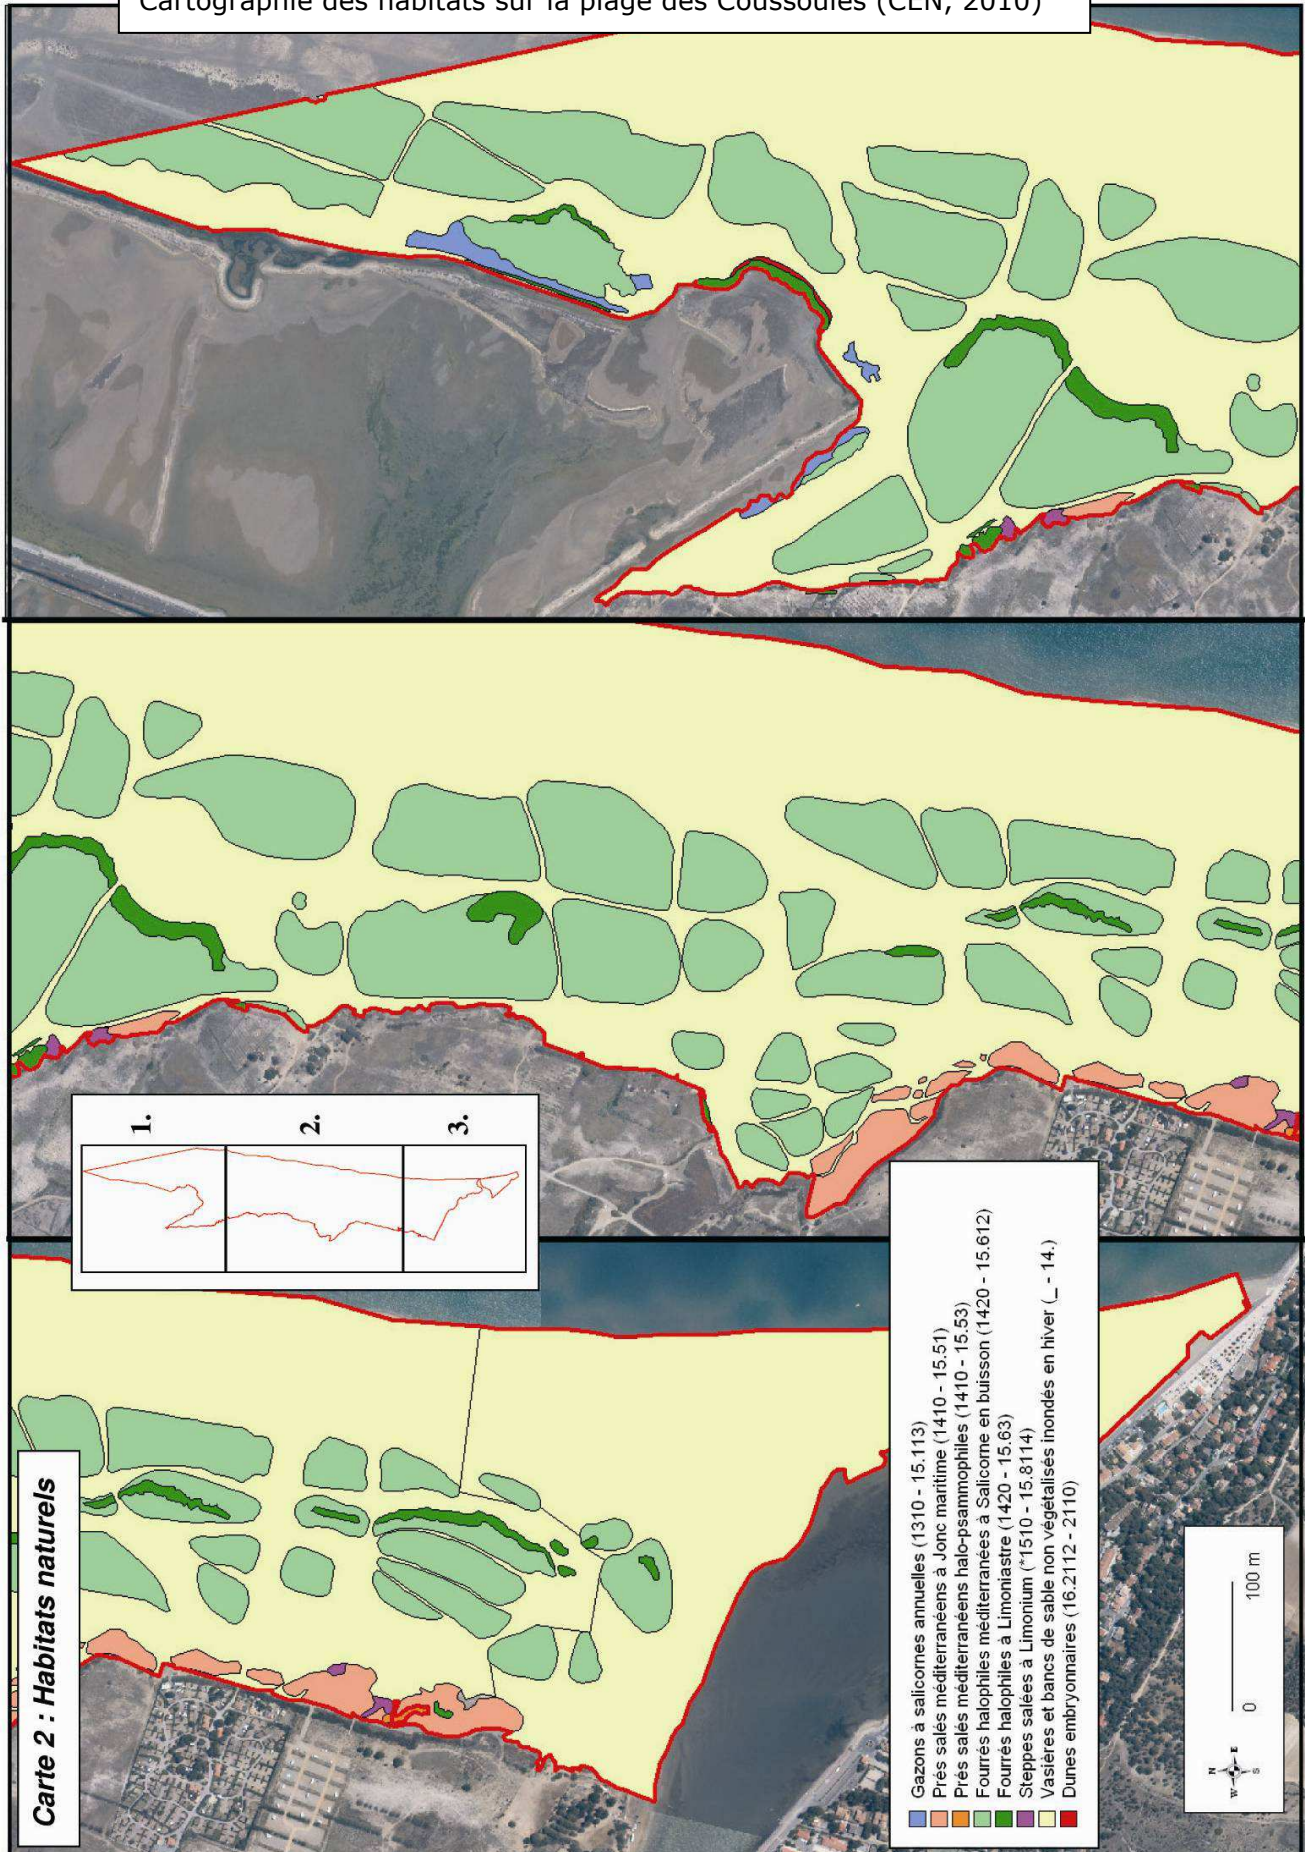 Cartographie des habitats sur la plage des Coussoules (CEN, 2010)
Carte 2 : Habitats naturels
1.
2.
3.
Gazons à salicornes annuelles (1310 - 15.113)
Prés salés méditerranéens à Jonc maritime (1410 - 15.51)
Prés salés méditerranéens halo-psammophiles (1410 - 15.53)
Fourrés halophiles méditerranées à Salicorne en buisson (1420 - 15.612)
Fourrés halophiles à Limoniastre (1420 - 15.63)
Steppes salées à Limonium (*1510 - 15.8114)
Vasières et bancs de sable non végétalisés inondés en hiver (_ - 14.)
Dunes embryonnaires (16.2112 - 2110)
N
W
E
S
0
100 m